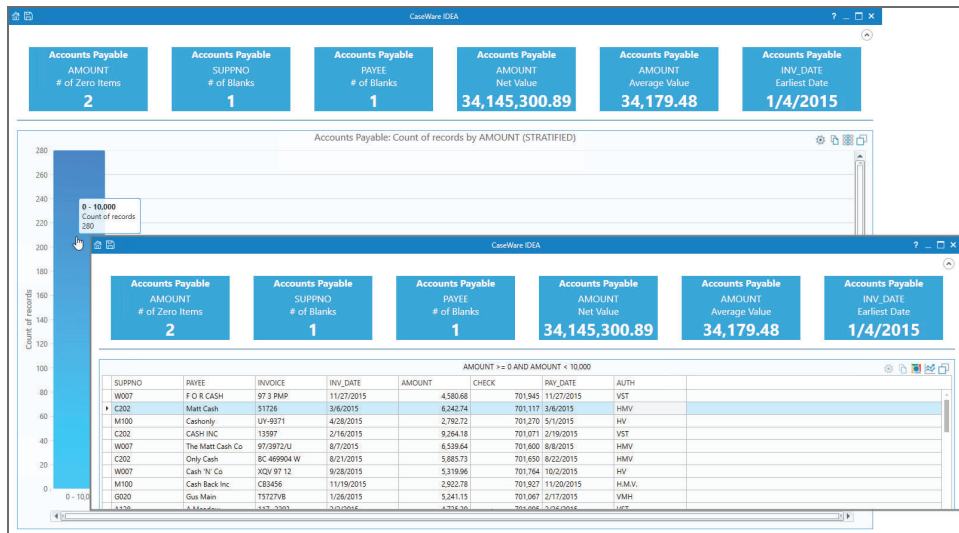 CaseWare IDEA
?
Accounts Payable
AMOUNT
# of Zero Items
2
Accounts Payable
SUPPNO
# of Blanks
1
Accounts Payable
PAYEE
# of Blanks
1
Accounts Payable
AMOUNT
Net Value
34,145,300.89
Accounts Payable
AMOUNT
Average Value
34,179.48
Accounts Payable
INV_DATE
Earliest Date
1/4/2015
Accounts Payable: Count of records by AMOUNT (STRATIFIED)
Count of records
280
260
240
220
200
180
160
140
120
100
80
60
40
20
0
0 - 10,0
0 - 10,000
Count of records
280
CaseWare IDEA
?
Accounts Payable
AMOUNT
# of Zero Items
2
Accounts Payable
SUPPNO
# of Blanks
1
Accounts Payable
PAYEE
# of Blanks
1
Accounts Payable
AMOUNT
Net Value
34,145,300.89
Accounts Payable
AMOUNT
Average Value
34,179.48
Accounts Payable
INV_DATE
Earliest Date
1/4/2015
AMOUNT >= 0 AND AMOUNT < 10,000
SUPPNO PAYEE INVOICE INV_DATE AMOUNT CHECK PAY_DATE AUTH
W007 F O R CASH 97 3 PMP 11/27/2015 4,580.68 701,945 11/27/2015 VST
C202 Matt Cash 51726 3/6/2015 6,242.74 701,117 3/6/2015 HMV
M100 Cashonly UY-9371 4/28/2015 2,792.72 701,270 5/1/2015 HV
C202 CASH INC 13597 2/16/2015 9,264.18 701,071 2/19/2015 VST
W007 The Matt Cash Co 97/3972/U 8/7/2015 6,539.64 701,600 8/8/2015 HMV
C202 Only Cash BC 469904 W 8/21/2015 5,885.73 701,650 8/22/2015 HMV
W007 Cash 'N' Co XQV 97 12 9/28/2015 5,319.96 701,764 10/2/2015 HV
M100 Cash Back Inc CB3456 11/19/2015 2,922.78 701,927 11/20/2015 H.M.V.
G020 Gus Main T5727VB 1/26/2015 5,241.15 701,067 2/17/2015 VMH